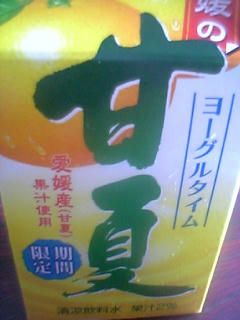 媛の
ヨーグルタイム
甘夏
愛媛産(甘夏)
果汁使用
期間
限定
清涼飲料水 果汁2%